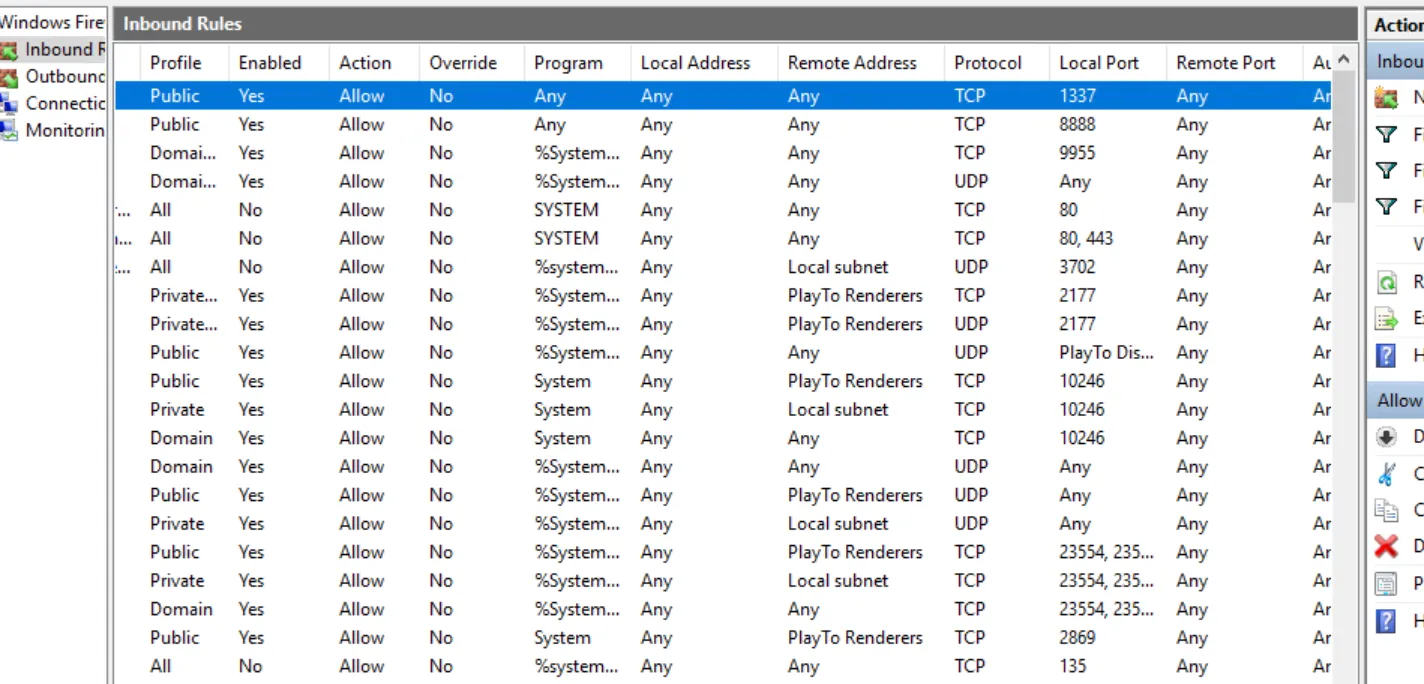 Windows Fire
Inbound Rules
Action
Inbound R
Outbound
Connectic
Monitorin
Profile Enabled Action Override Program Local Address Remote Address Protocol Local Port Remote Port Au
Public Yes Allow No Any Any Any TCP 1337 Any Ar
Public Yes Allow No Any Any Any TCP 8888 Any Ar
Domai... Yes Allow No %System... Any Any TCP 9955 Any Ar
Domai... Yes Allow No %System... Any Any UDP Any Any Ar
r... All No Allow No SYSTEM Any Any TCP 80 Any Ar
... All No Allow No SYSTEM Any Any TCP 80, 443 Any Ar
... All No Allow No %system... Any Local subnet UDP 3702 Any Ar
Private... Yes Allow No %System... Any PlayTo Renderers TCP 2177 Any Ar
Private... Yes Allow No %System... Any PlayTo Renderers UDP 2177 Any Ar
Public Yes Allow No %System... Any Any UDP PlayTo Dis... Any Ar
Public Yes Allow No System Any PlayTo Renderers TCP 10246 Any Ar
Private Yes Allow No System Any Local subnet TCP 10246 Any Ar
Domain Yes Allow No System Any Any TCP 10246 Any Ar
Domain Yes Allow No %System... Any Any UDP Any Any Ar
Public Yes Allow No %System... Any PlayTo Renderers UDP Any Any Ar
Private Yes Allow No %System... Any Local subnet UDP Any Any Ar
Public Yes Allow No %System... Any PlayTo Renderers TCP 23554, 235... Any Ar
Private Yes Allow No %System... Any Local subnet TCP 23554, 235... Any Ar
Domain Yes Allow No %System... Any Any TCP 23554, 235... Any Ar
Public Yes Allow No System Any PlayTo Renderers TCP 2869 Any Ar
All No Allow No %system... Any Any TCP 135 Any Ar
Inbou
N
Fi
Fi
Fi
V
R
E
H
Allow
D
C
C
D
P
H